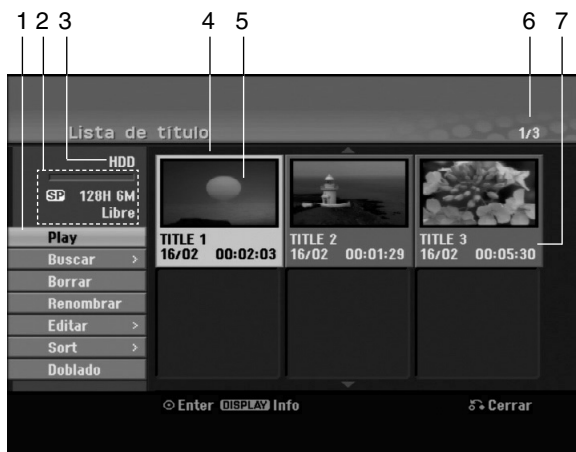 1 2 3 4 5 6 7
Lista de título
1/3
HDD
SP 128H 6M
Libre
Play
Buscar >
Borrar
Renombrar
Editar >
Sort >
Doblado
TITLE 1
16/02 00:02:03
TITLE 2
16/02 00:01:29
TITLE 3
16/02 00:05:30
Enter DISPLAY Info
Cerrar